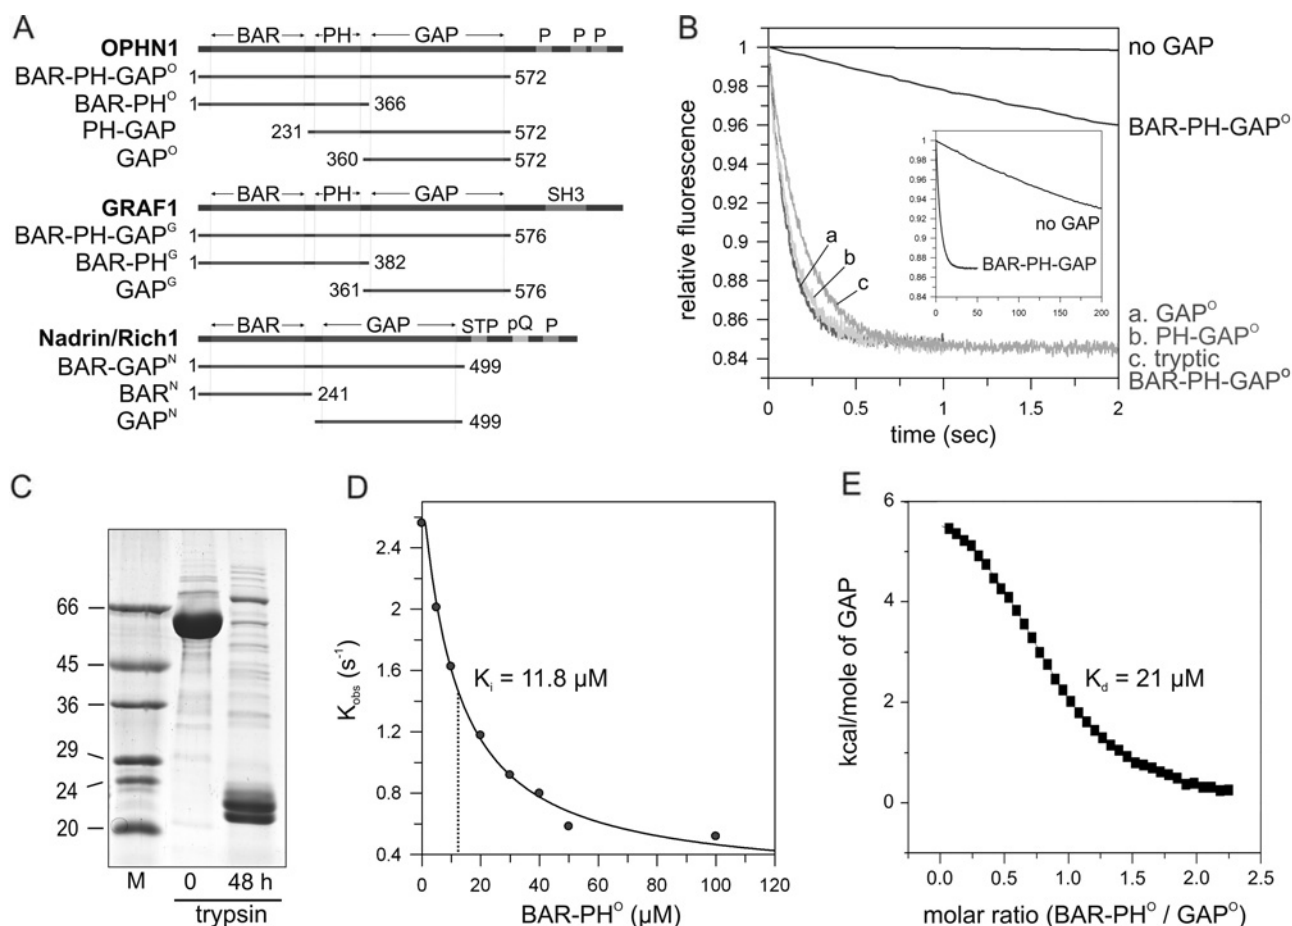 A
BAR PH GAP P P P
OPHN1
BAR-PH-GAP^O 1 572
BAR-PH^O 1 366
PH-GAP 231 572
GAP^O 360 572
BAR PH GAP SH3
GRAF1
BAR-PH-GAP^G 1 576
BAR-PH^G 1 382
GAP^G 361 576
BAR GAP STP pQ P
Nadrin/Rich1
BAR-GAP^N 1 499
BAR^N 1 241
GAP^N 499
B
relative fluorescence
1
0.98
0.96
0.94
0.92
0.9
0.88
0.86
0.84
0 0.5 1 1.5 2
time (sec)
no GAP
BAR-PH-GAP^O
a
b
c
1
0.98
0.96
0.94
0.92
0.9
0.88
0.86
0.84
0 50 100 150 200
no GAP
BAR-PH-GAP
a. GAP^O
b. PH-GAP^O
c. tryptic
BAR-PH-GAP^O
C
66
45
36
29
24
20
M 0 48 h
trypsin
D
K_obs (s^-1)
2.4
2
1.6
1.2
0.8
0.4
K_i = 11.8 µM
0 20 40 60 80 100 120
BAR-PH^O (µM)
E
kcal/mole of GAP
6
4
2
0
K_d = 21 µM
0.0 0.5 1.0 1.5 2.0 2.5
molar ratio (BAR-PH^O / GAP^O)